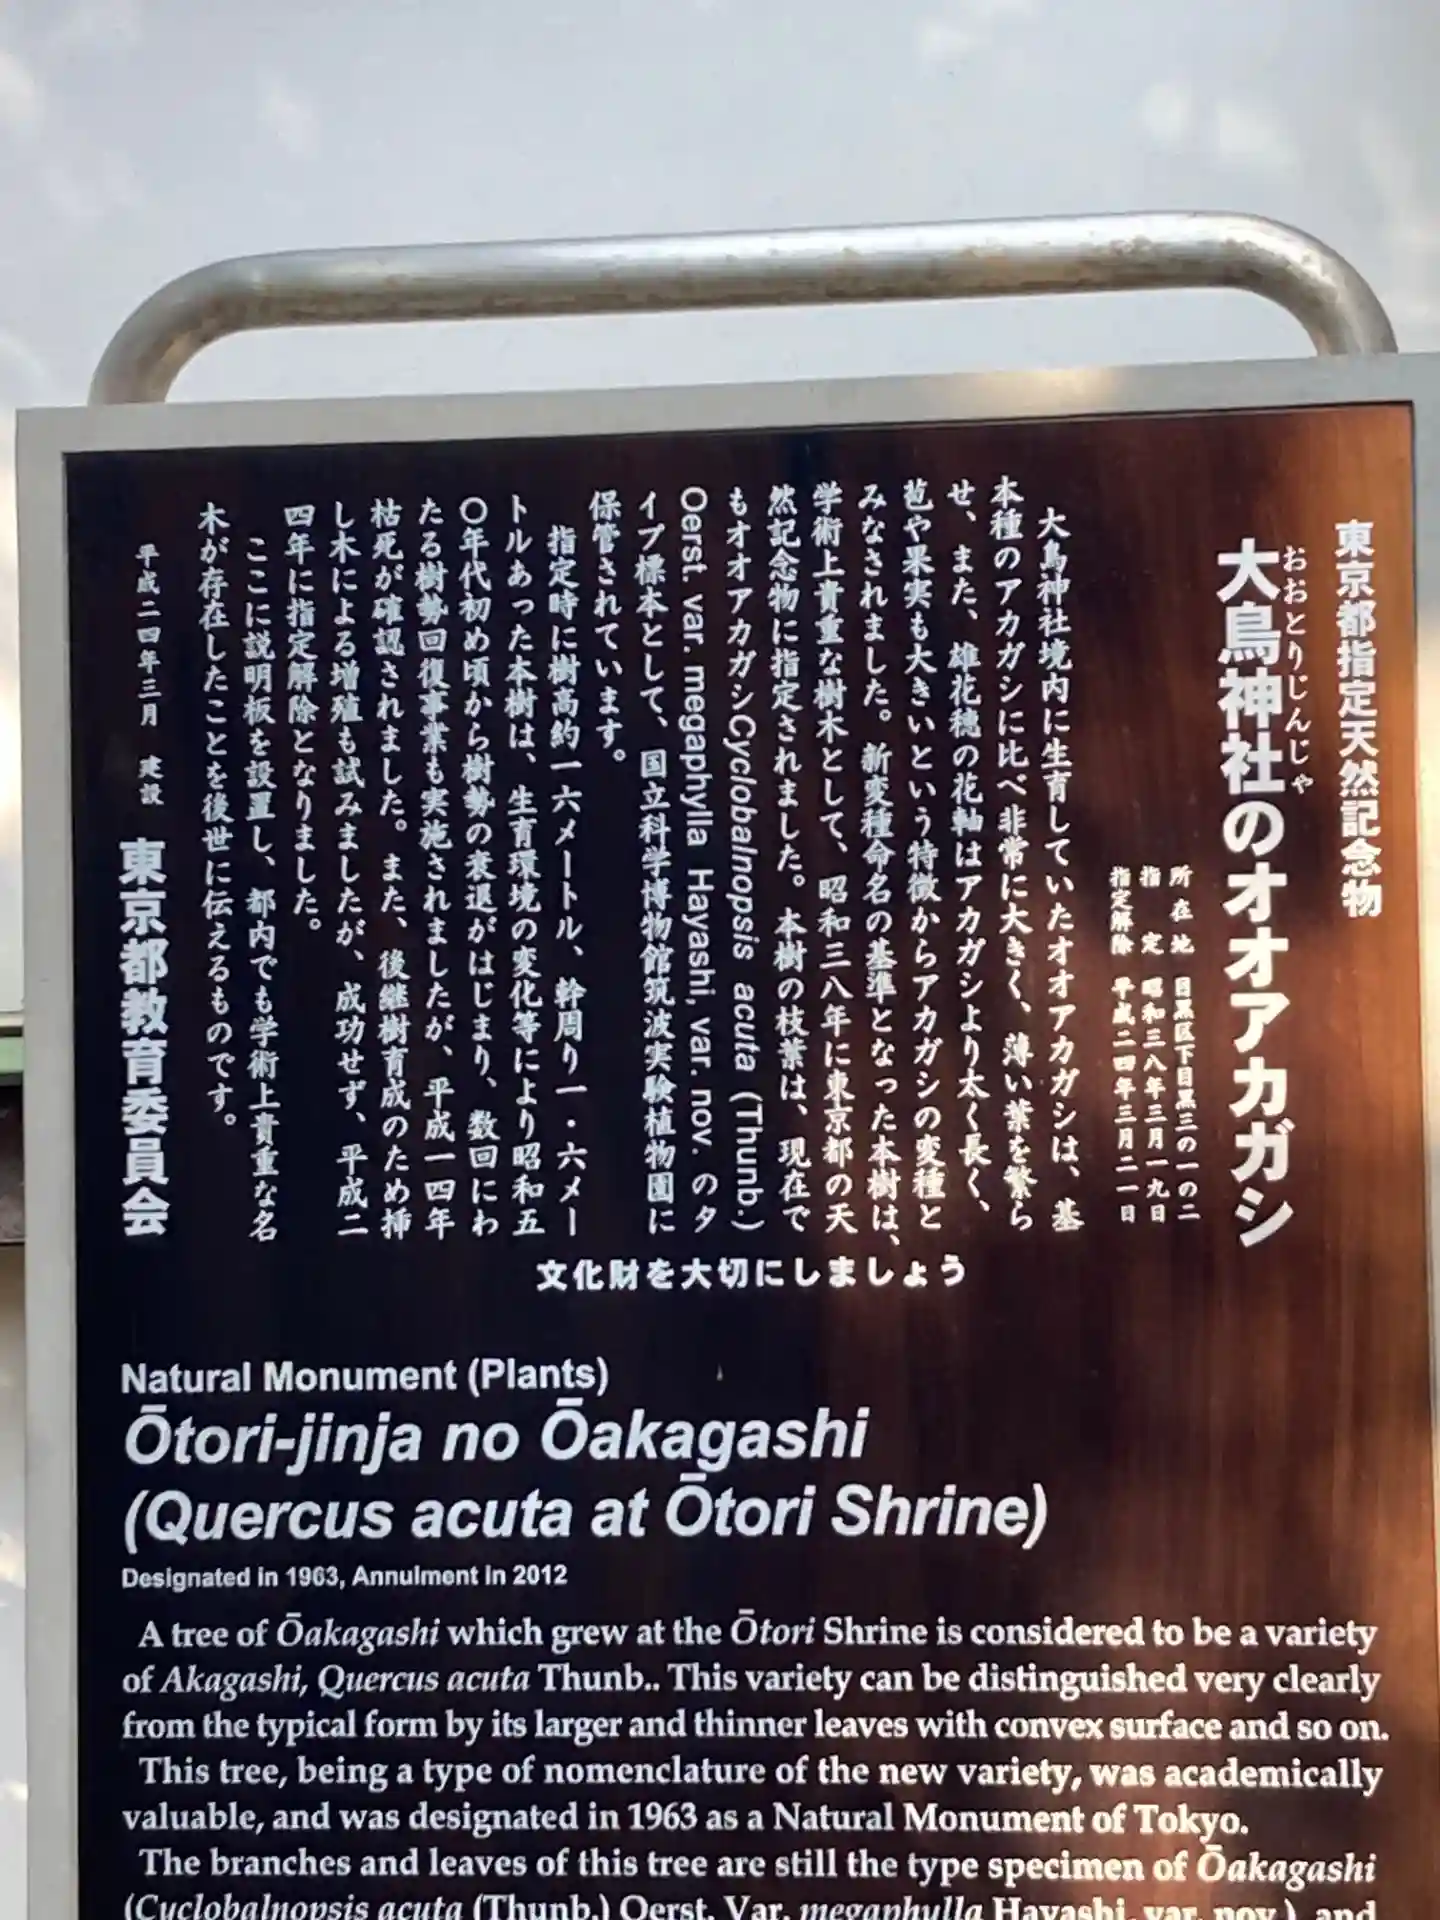 東京都指定天然記念物
おおとりじんじゃ
大鳥神社のオオアカガシ
所在地 目黒区下目黒三の一の二
指定 昭和三八年三月一九日
指定解除 平成二四年三月二一日
大鳥神社境内に生育していたオオアカガシは、基
本種のアカガシに比べ非常に大きく、薄い葉を繁ら
せ、また、雄花穂の花軸はアカガシより太く長く、
苞や果実も大きいという特徴からアカガシの変種と
みなされました。新変種命名の基準となった本樹は、
学術上貴重な樹木として、昭和三八年に東京都の天
然記念物に指定されました。本樹の枝葉は、現在で
もオオアカガシCyclobalnopsis acuta (Thunb.)
Oerst. var. megaphylla Hayashi, var. nov. のタ
イプ標本として、国立科学博物館筑波実験植物園に
保管されています。
指定時に樹高約一六メートル、幹周り一・六メー
トルあった本樹は、生育環境の変化等により昭和五
〇年代初め頃から樹勢の衰退がはじまり、数回にわ
たる樹勢回復事業も実施されましたが、平成一四年
枯死が確認されました。また、後継樹育成のため挿
し木による増殖も試みましたが、成功せず、平成二
四年に指定解除となりました。
ここに説明板を設置し、都内でも学術上貴重な名
木が存在したことを後世に伝えるものです。
平成二四年三月 建設
東京都教育委員会
文化財を大切にしましょう
Natural Monument (Plants)
Ōtori-jinja no Ōakagashi
(Quercus acuta at Ōtori Shrine)
Designated in 1963, Annulment in 2012
A tree of Ōakagashi which grew at the Ōtori Shrine is considered to be a variety
of Akagashi, Quercus acuta Thunb.. This variety can be distinguished very clearly
from the typical form by its larger and thinner leaves with convex surface and so on.
This tree, being a type of nomenclature of the new variety, was academically
valuable, and was designated in 1963 as a Natural Monument of Tokyo.
The branches and leaves of this tree are still the type specimen of Ōakagashi
(Cyclobalnopsis acuta (Thunb.) Oerst. Var. megaphylla Hayashi, var. nov.), and